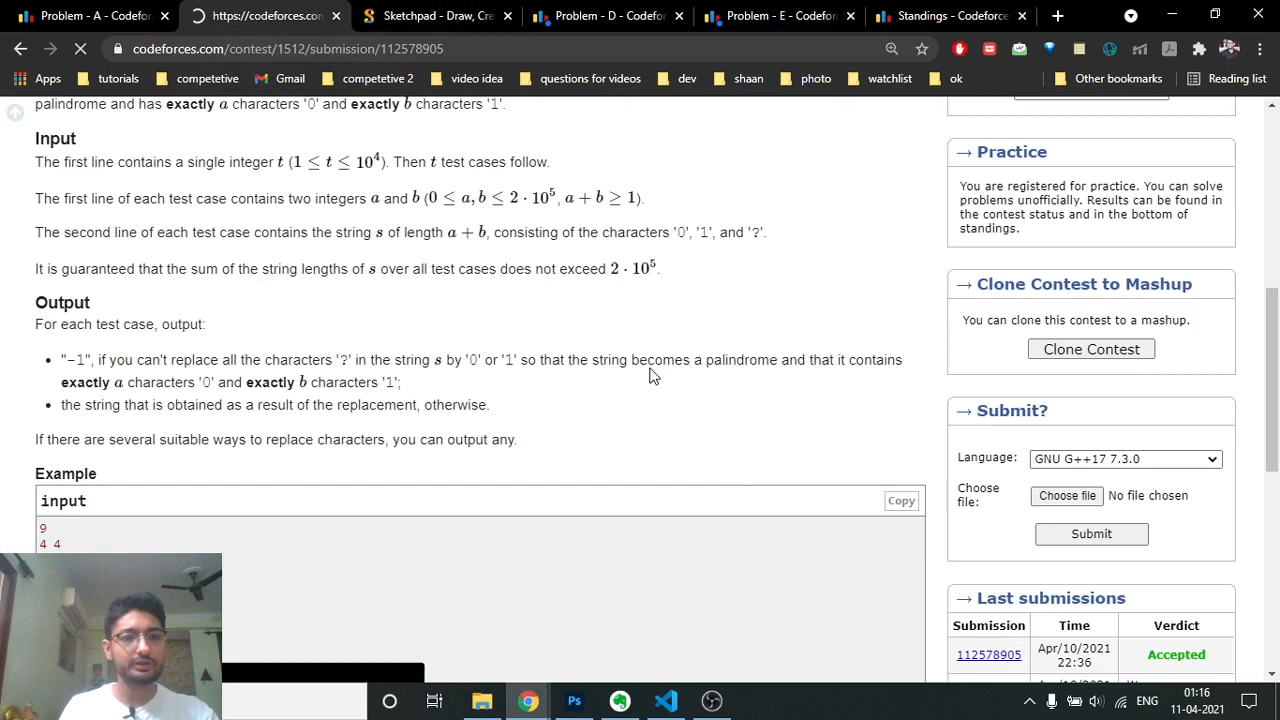 Problem - A - Codeforc
https://codeforces.com/
Sketchpad - Draw, Cre
Problem - D - Codefor
Problem - E - Codefor
Standings - Codeforce
codeforces.com/contest/1512/submission/112578905
Apps
tutorials
competetive
Gmail
competetive 2
video idea
questions for videos
dev
shaan
photo
watchlist
ok
Other bookmarks
Reading list
palindrome and has exactly a characters '0' and exactly b characters '1'.
Input
The first line contains a single integer t (1 ≤ t ≤ 10^4). Then t test cases follow.
The first line of each test case contains two integers a and b (0 ≤ a, b ≤ 2 · 10^5, a + b ≥ 1).
The second line of each test case contains the string s of length a + b, consisting of the characters '0', '1', and '?'.
It is guaranteed that the sum of the string lengths of s over all test cases does not exceed 2 · 10^5.
Output
For each test case, output:
• "-1", if you can't replace all the characters '?' in the string s by '0' or '1' so that the string becomes a palindrome and that it contains
exactly a characters '0' and exactly b characters '1';
• the string that is obtained as a result of the replacement, otherwise.
If there are several suitable ways to replace characters, you can output any.
Example
input
Copy
9
4 4
→ Practice
You are registered for practice. You can solve
problems unofficially. Results can be found in
the contest status and in the bottom of
standings.
→ Clone Contest to Mashup
You can clone this contest to a mashup.
Clone Contest
→ Submit?
Language:
GNU G++17 7.3.0
Choose
file:
Choose file
No file chosen
Submit
→ Last submissions
Submission
Time
Verdict
112578905
Apr/10/2021
22:36
Accepted
ENG
01:16
11-04-2021